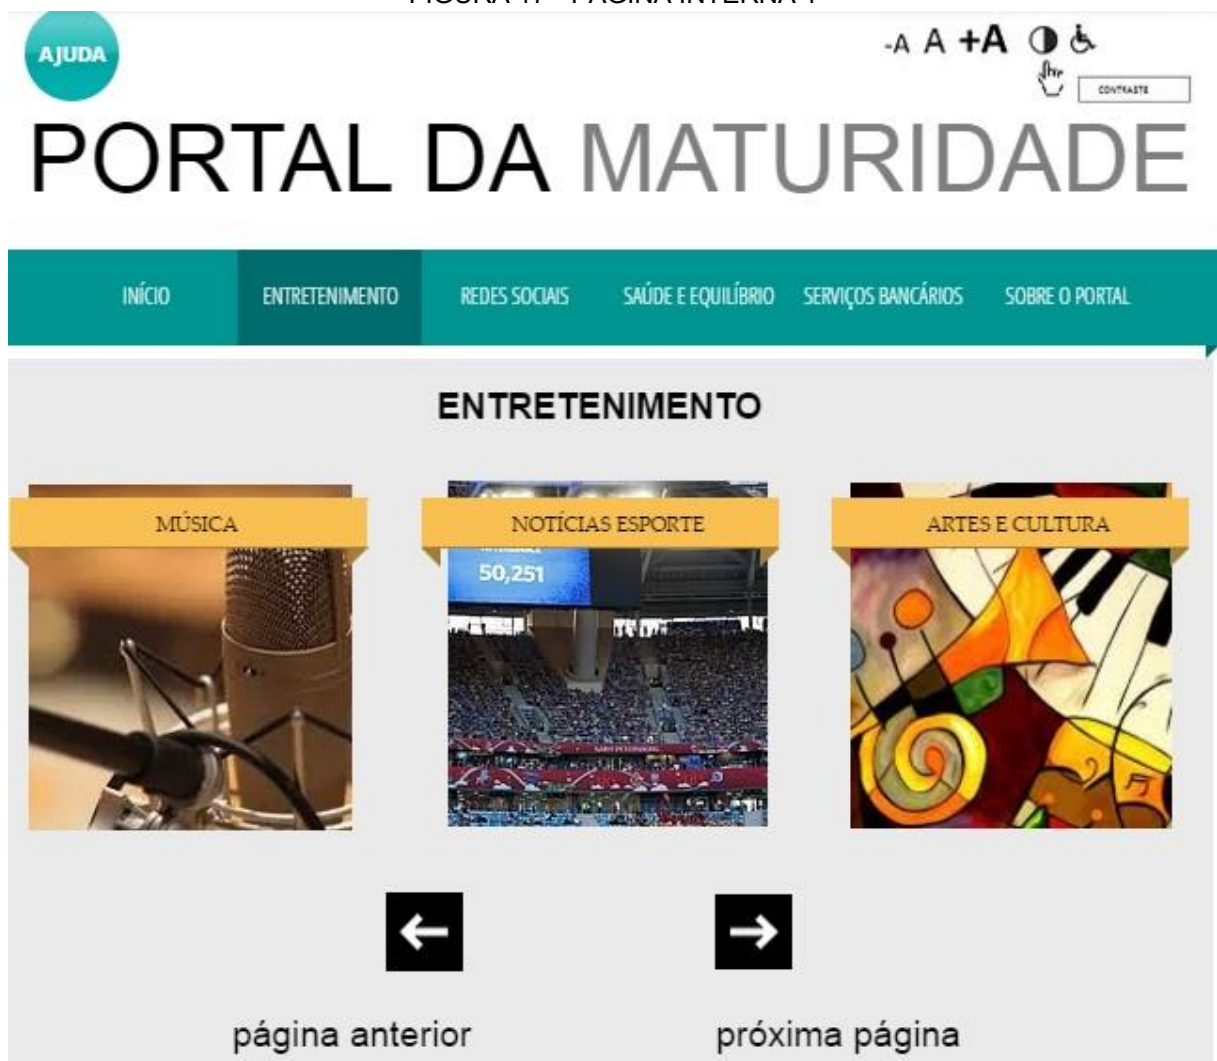 AJUDA
-A A +A
CONTRASTE
PORTAL DA MATURIDADE
INÍCIO ENTRETENIMENTO REDES SOCIAIS SAÚDE E EQUILÍBRIO SERVIÇOS BANCÁRIOS SOBRE O PORTAL
ENTRETENIMENTO
MÚSICA NOTÍCIAS ESPORTE ARTES E CULTURA
50,251
página anterior próxima página